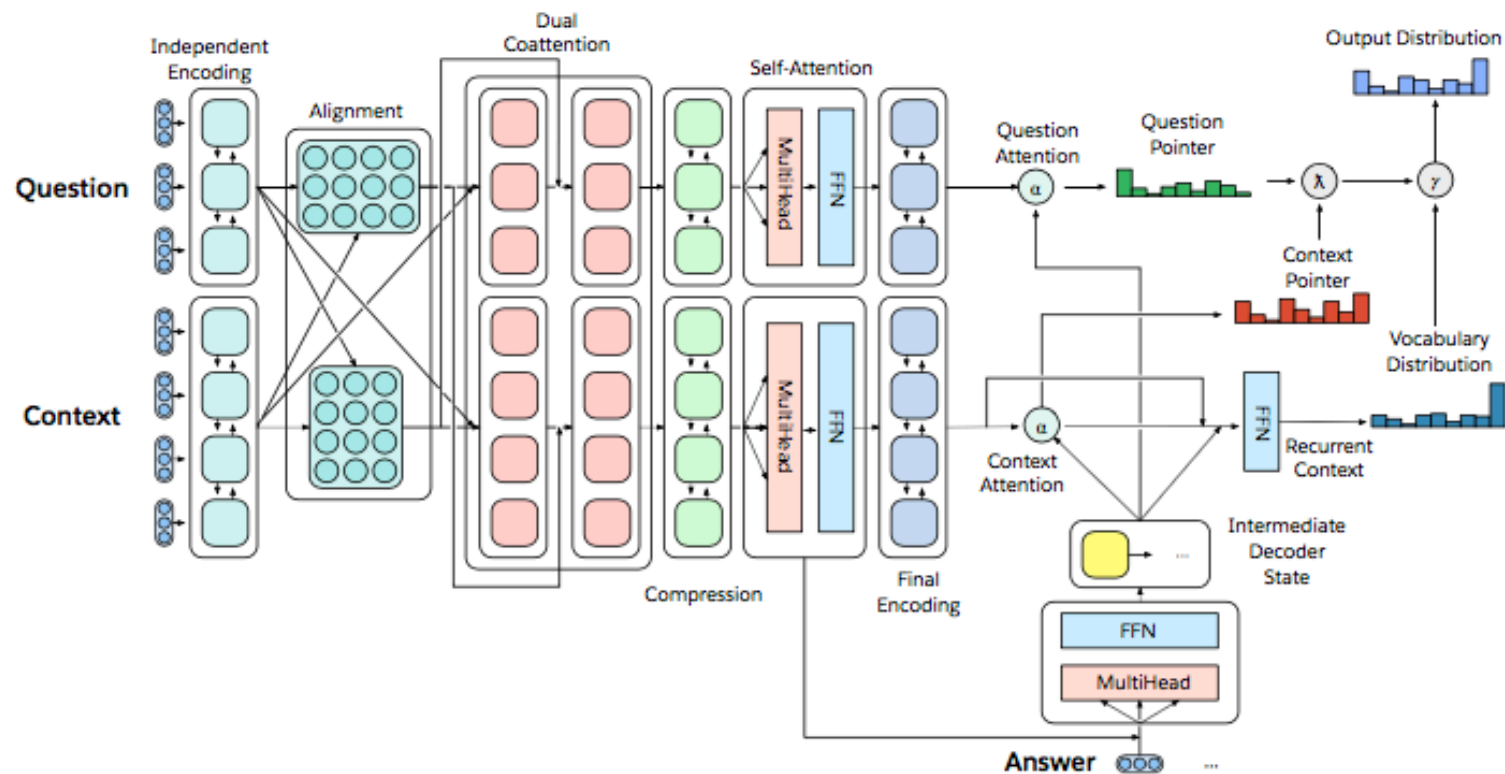 Dual
Coattention
Independent
Encoding
Output Distribution
Self-Attention
Alignment
Question
Attention
Question
Pointer
MultiHead
FFN
Question
α
ƛ
γ
Context
Pointer
Vocabulary
Distribution
MultiHead
FFN
Context
α
FFN
Context
Attention
Recurrent
Context
Intermediate
Decoder
State
...
Final
Encoding
Compression
FFN
MultiHead
Answer
...